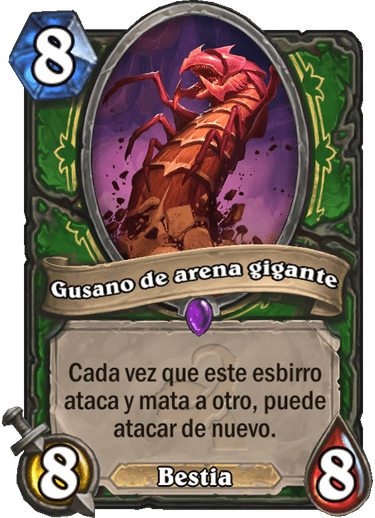 8
Gusano de arena gigante
Cada vez que este esbirro
ataca y mata a otro, puede
atacar de nuevo.
8
Bestia
8